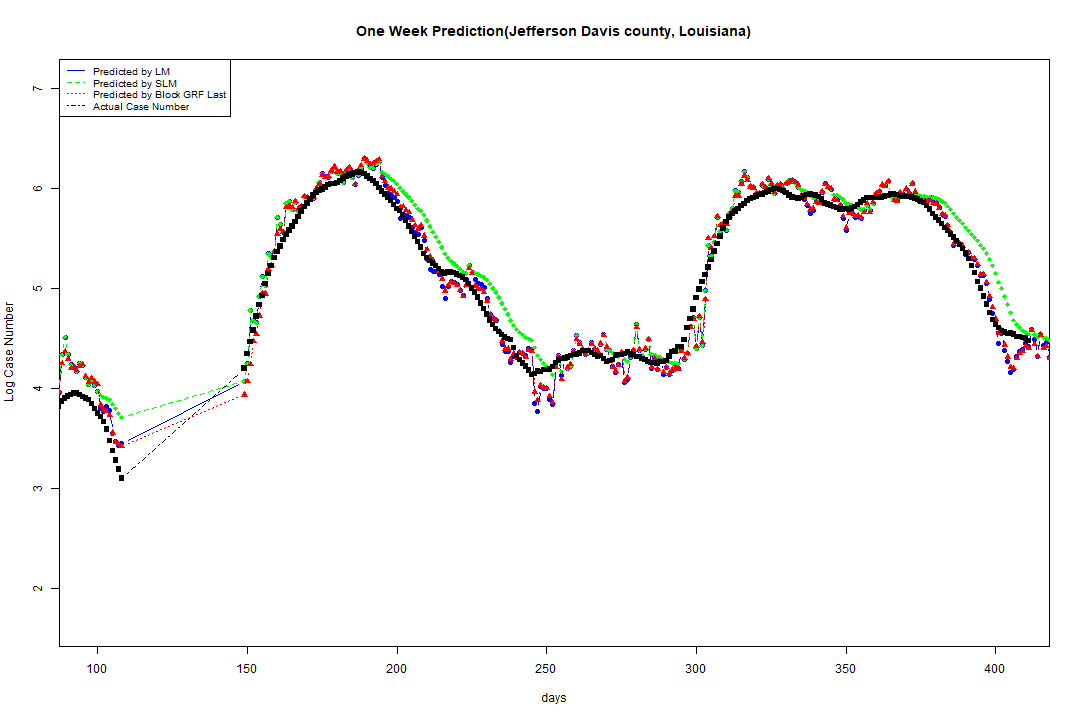 One Week Prediction(Jefferson Davis county, Louisiana)
Predicted by LM
Predicted by SLM
Predicted by Block GRF Last
Actual Case Number
7
6
5
4
3
2
Log Case Number
100 150 200 250 300 350 400
days